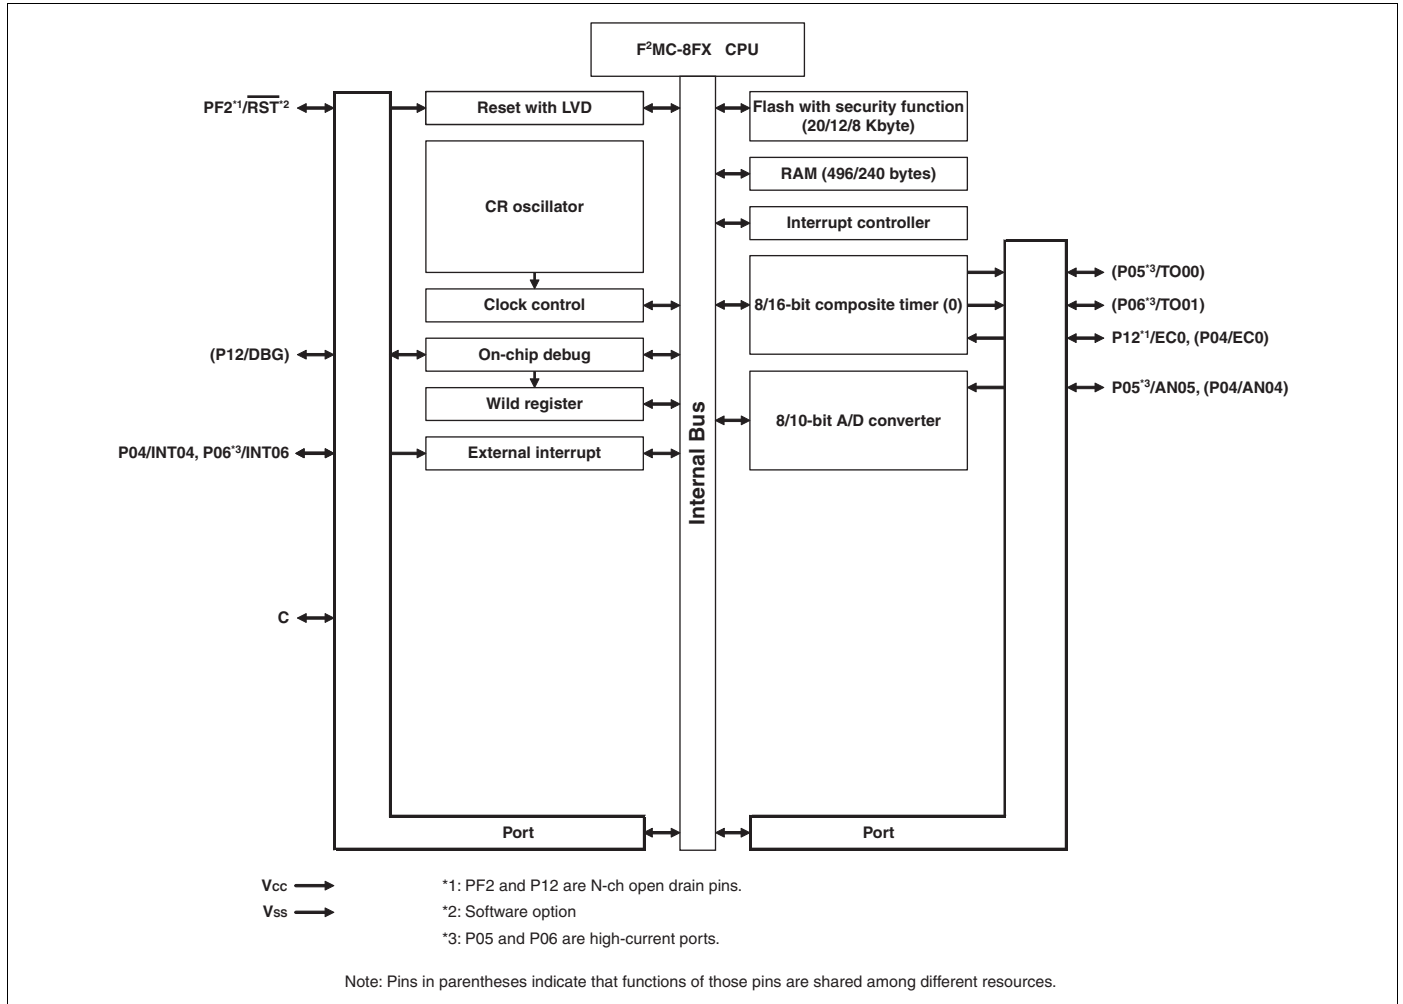 F²MC-8FX CPU
PF2*1/RST*2
Reset with LVD
Flash with security function
(20/12/8 Kbyte)
RAM (496/240 bytes)
CR oscillator
Interrupt controller
(P05*3/TO00)
Clock control
8/16-bit composite timer (0)
(P06*3/TO01)
P12*1/EC0, (P04/EC0)
(P12/DBG)
On-chip debug
P05*3/AN05, (P04/AN04)
Wild register
8/10-bit A/D converter
P04/INT04, P06*3/INT06
External interrupt
Internal Bus
C
Port
Port
Vcc
*1: PF2 and P12 are N-ch open drain pins.
Vss
*2: Software option
*3: P05 and P06 are high-current ports.
Note: Pins in parentheses indicate that functions of those pins are shared among different resources.